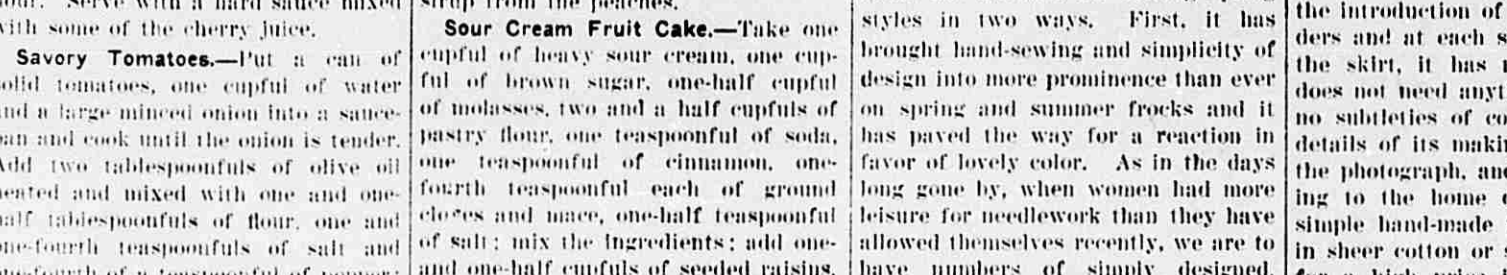 Serve with a hard sauce mixed
with some of the cherry juice.
Savory Tomatoes.—Put a can of
solid tomatoes, one cupful of water
and a large minced onion into a sauce-
pan and cook until the onion is tender.
Add two tablespoonfuls of olive oil
heated and mixed with one and one-
half tablespoonfuls of flour, one and
one-fourth teaspoonfuls of salt and
one-fourth of a teaspoonful of pepper;
syrup from the peaches.
Sour Cream Fruit Cake.—Take one
cupful of heavy sour cream, one cup-
ful of brown sugar, one-half cupful
of molasses, two and a half cupfuls of
pastry flour, one teaspoonful of soda,
one teaspoonful of cinnamon, one-
fourth teaspoonful each of ground
cloves and mace, one-half teaspoonful
of salt; mix the ingredients; add one-
and one-half cupfuls of seeded raisins,
styles in two ways. First, it has
brought hand-sewing and simplicity of
design into more prominence than ever
on spring and summer frocks and it
has paved the way for a reaction in
favor of lovely color. As in the days
long gone by, when women had more
leisure for needlework than they have
allowed themselves recently, we are to
have numbers of simply designed,
the introduction of
ders and at each s
the skirt, it has
does not need anyt
no subtleties of co
details of its makin
the photograph, and
ing to the home
simple hand-made
in sheer cotton or